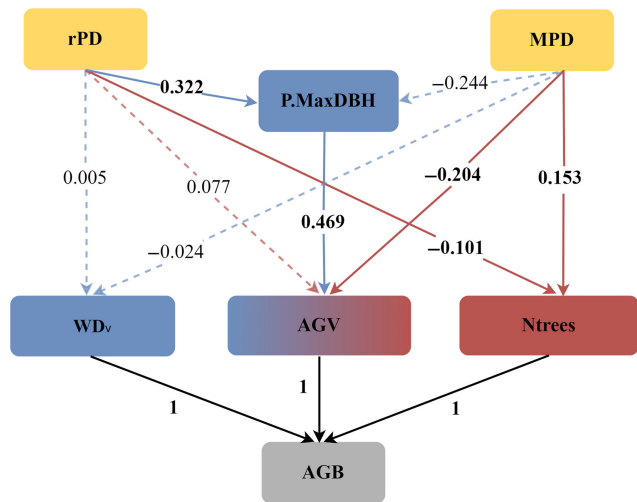 rPD
MPD
0.322
P.MaxDBH
−0.244
0.005
0.077
−0.204
0.153
0.469
−0.024
−0.101
WDv
AGV
Ntrees
1
1
1
AGB